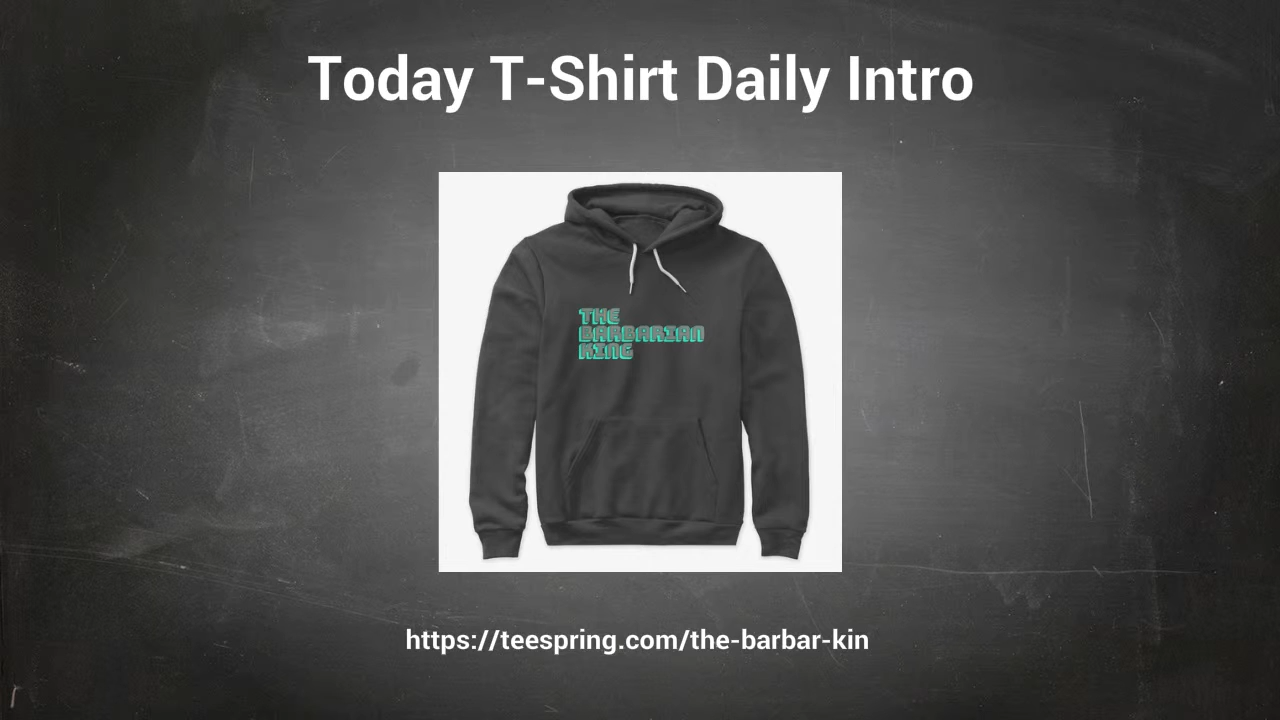 Today T-Shirt Daily Intro
THE
BARBARIAN
KING
https://teespring.com/the-barbar-kin